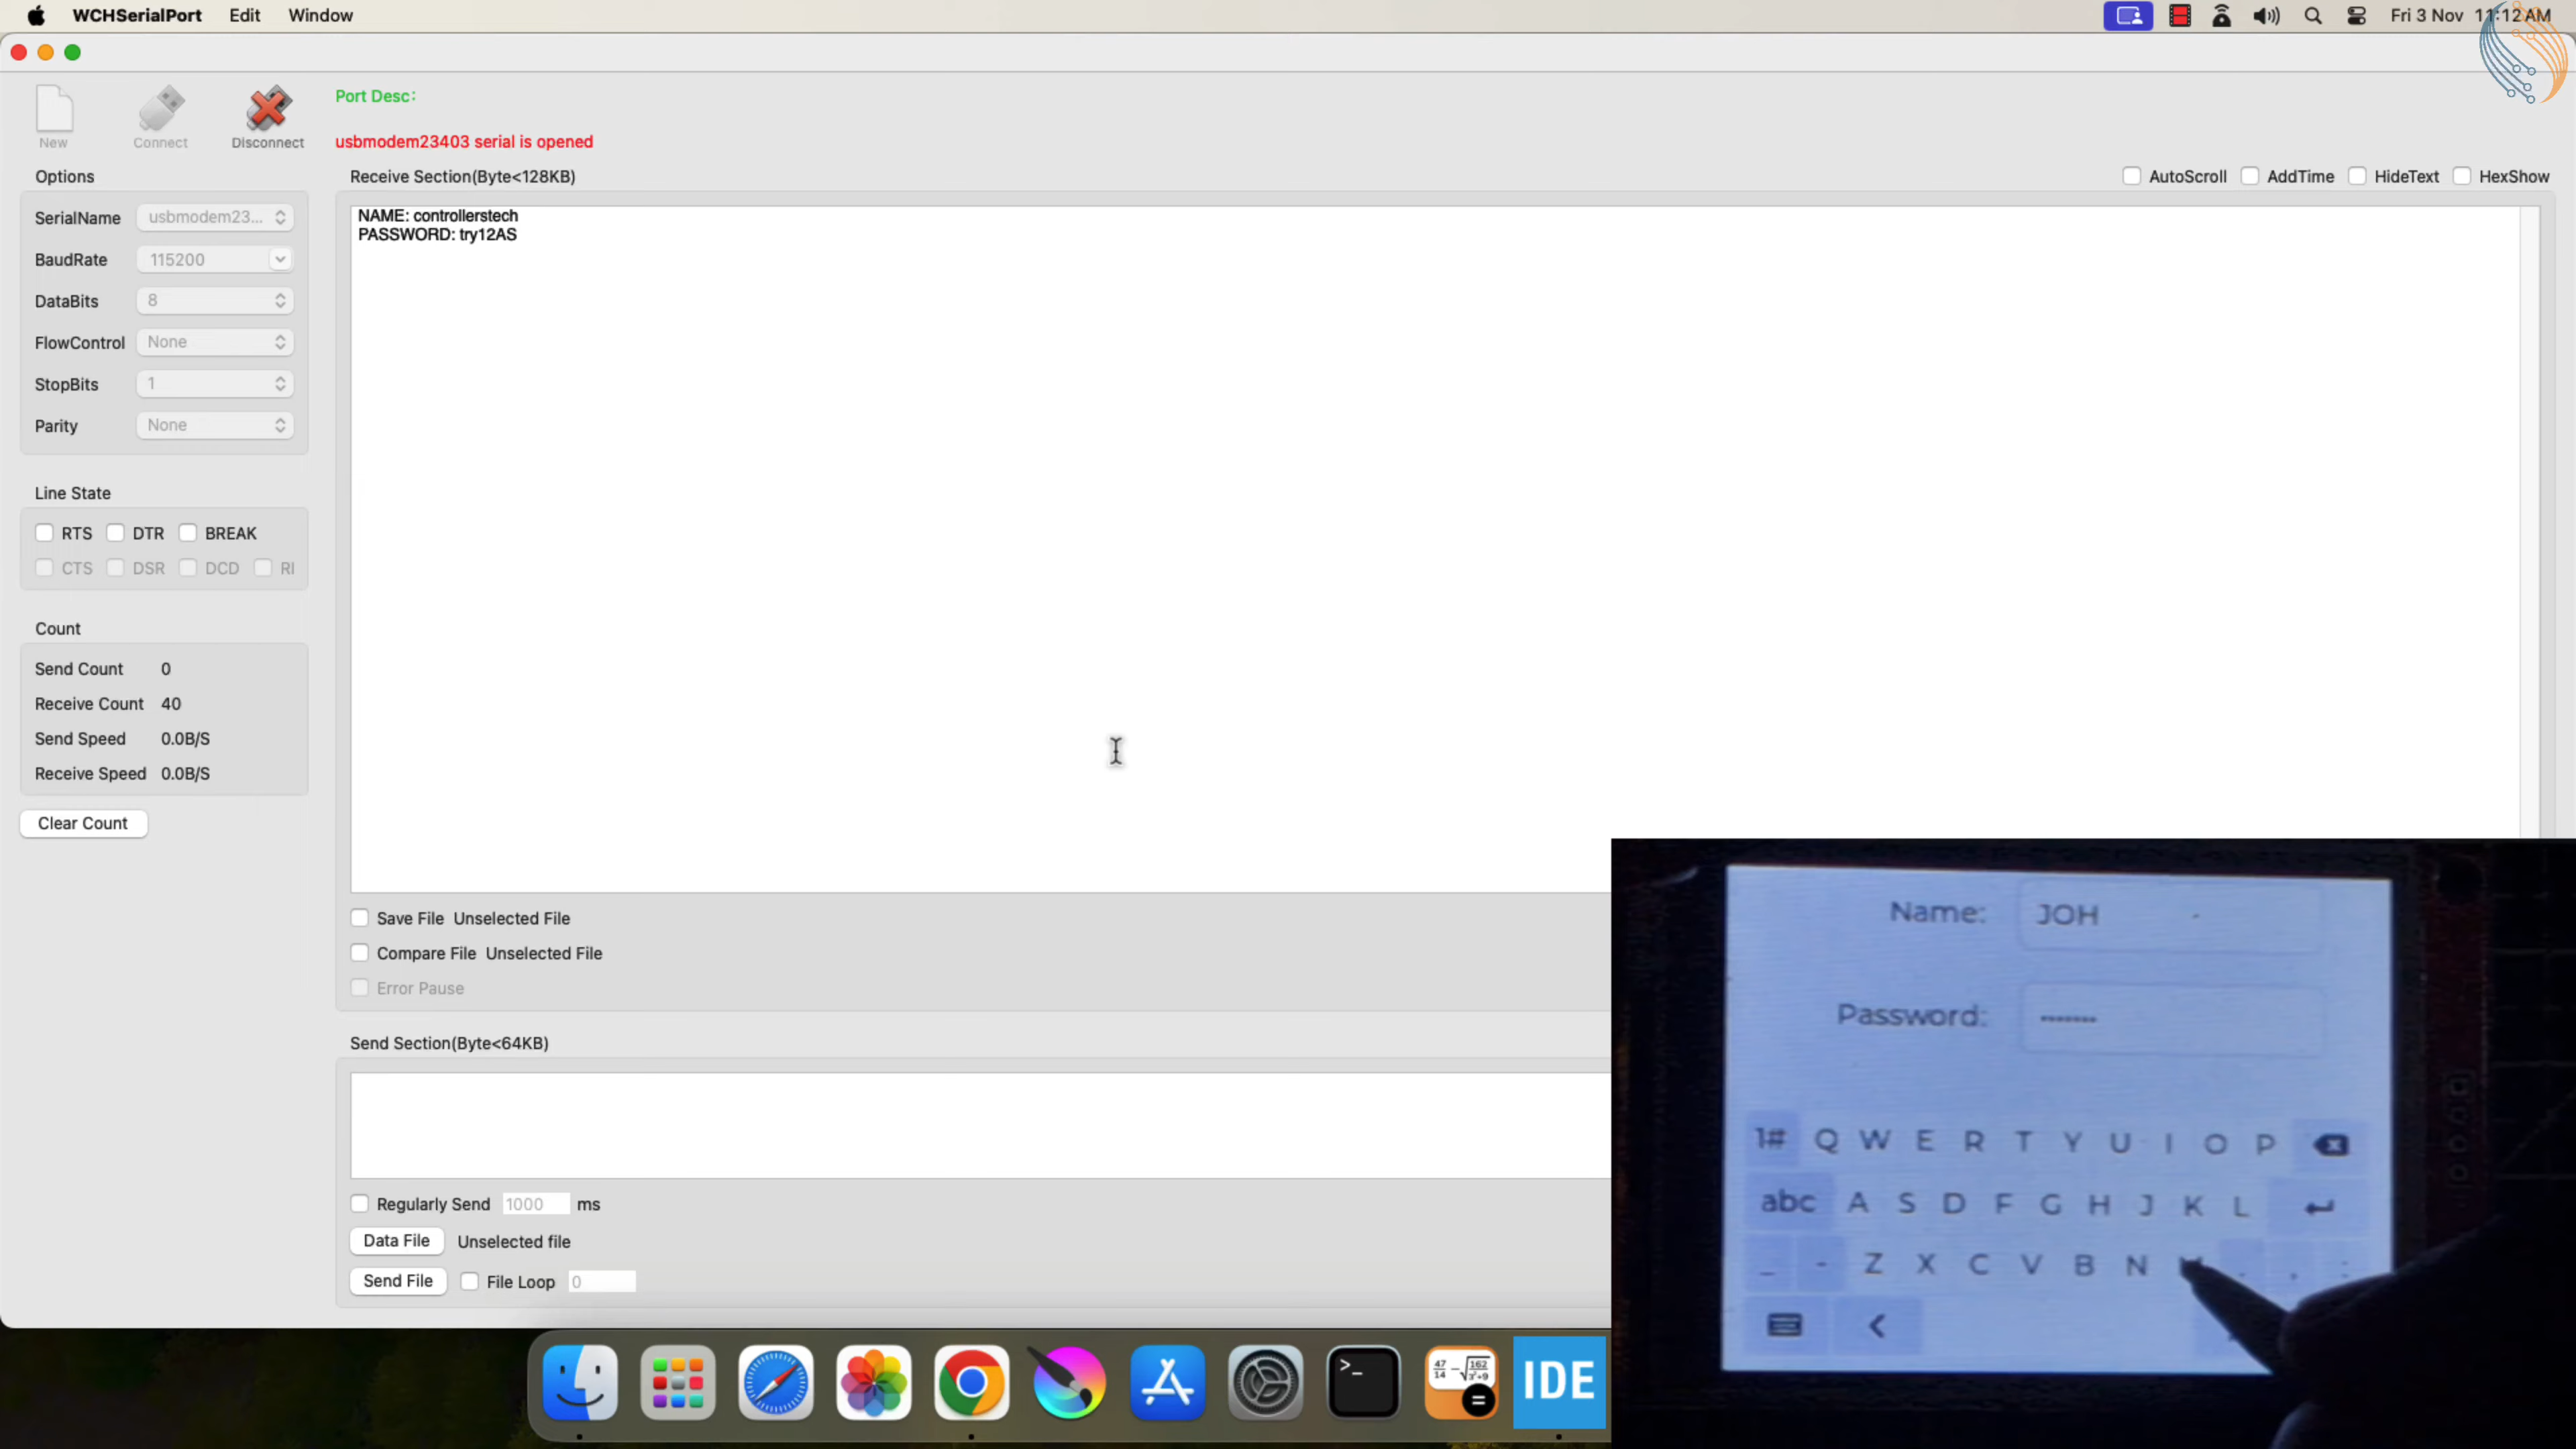 WCHSerialPort Edit Window
Fri 3 Nov 11:12 AM
New Connect Disconnect
Port Desc:
usbmodem23403 serial is opened
Options
SerialName usbmodem23...
BaudRate 115200
DataBits 8
FlowControl None
StopBits 1
Parity None
Line State
RTS DTR BREAK
CTS DSR DCD RI
Count
Send Count 0
Receive Count 40
Send Speed 0.0B/S
Receive Speed 0.0B/S
Clear Count
Receive Section(Byte<128KB)
AutoScroll AddTime HideText HexShow
NAME: controllerstech
PASSWORD: try12AS
Save File Unselected File
Compare File Unselected File
Error Pause
Send Section(Byte<64KB)
Regularly Send 1000 ms
Data File Unselected file
Send File File Loop 0
IDE
Name: JOH
Password:
1# Q W E R T Y U I O P
abc A S D F G H J K L
_ - Z X C V B N